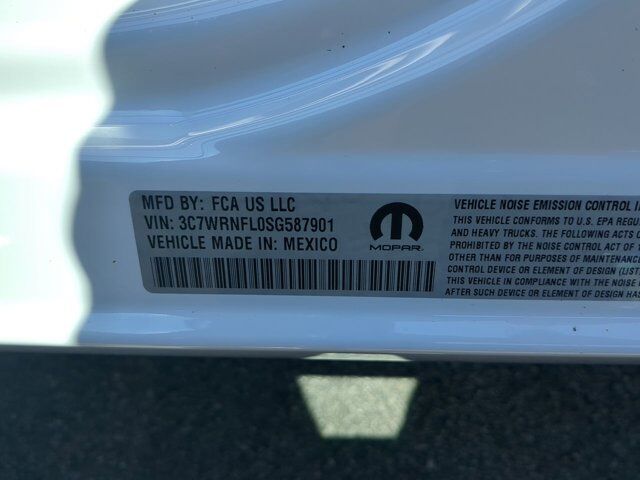 MFD BY: FCA US LLC
VIN: 3C7WRNFL0SG587901
VEHICLE MADE IN: MEXICO
MOPAR
VEHICLE NOISE EMISSION CONTROL
THIS VEHICLE CONFORMS TO U.S. EPA
AND HEAVY TRUCKS. THE FOLLOWING ACTS
PROHIBITED BY THE NOISE CONTROL ACT OF
OTHER THAN FOR PURPOSES OF MAINTENANCE
CONTROL DEVICE OR ELEMENT OF DESIGN
THIS VEHICLE IN COMPLIANCE WITH THE NOISE
AFTER SUCH DEVICE OR ELEMENT OF DESIGN HAS